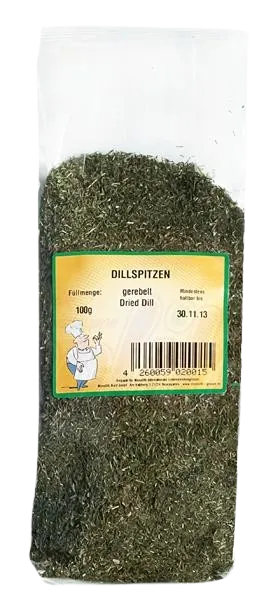 DILLSPITZEN
Füllmenge:
100g
gerebelt
Dried Dill
Mindestens
haltbar bis
30.11.13
4 260059 020015